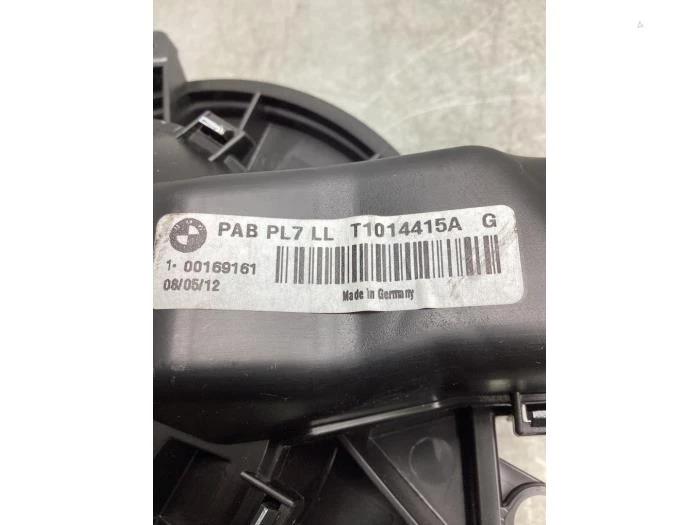 PAB PL7 LL T1014415A G
1· 00169161
08/05/12
Made in Germany